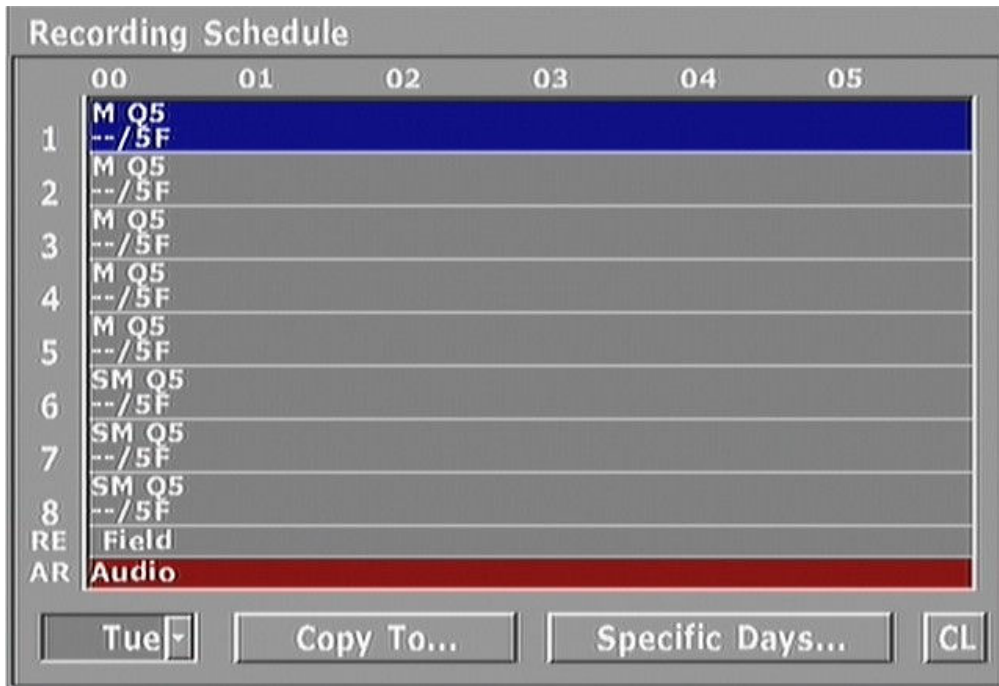 Recording Schedule
00 01 02 03 04 05
1 M Q5
--/5F
2 M Q5
--/5F
3 M Q5
--/5F
4 M Q5
--/5F
5 M Q5
--/5F
6 SM Q5
--/5F
7 SM Q5
--/5F
8 SM Q5
--/5F
RE Field
AR Audio
Tue Copy To... Specific Days... CL